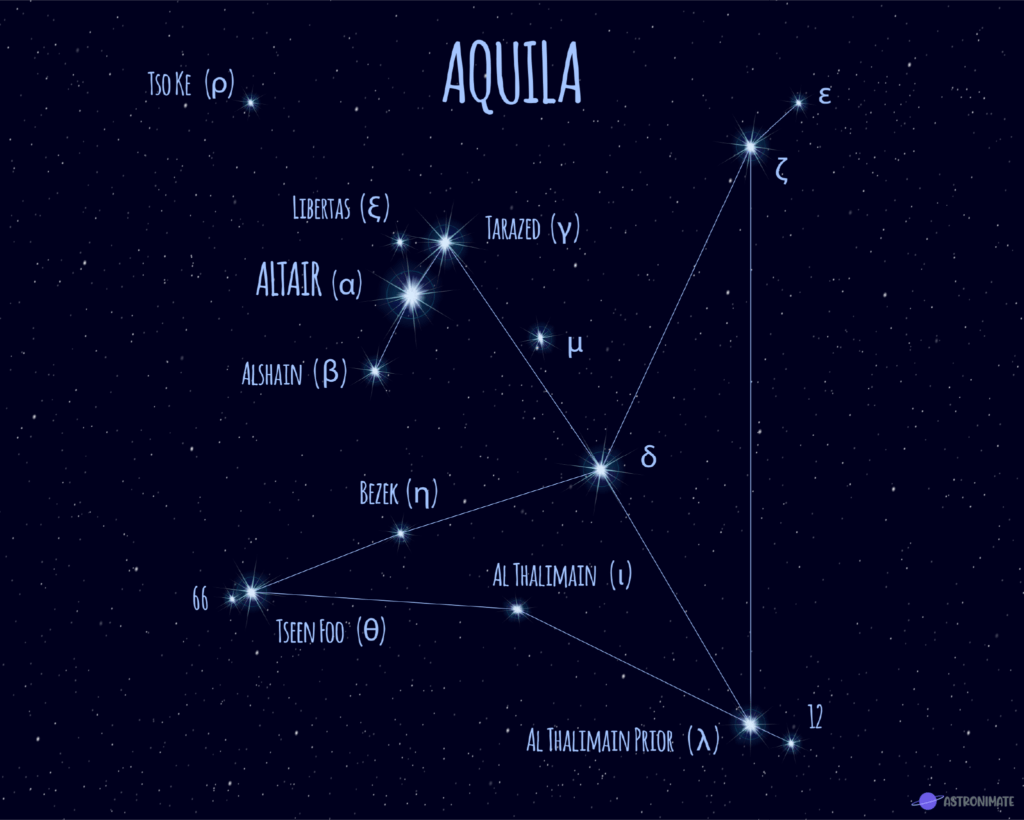 AQUILA
Tso Ke (ρ)
ε
ζ
Libertas (ξ)
Tarazed (γ)
ALTAIR (α)
μ
Alshain (β)
δ
Bezek (η)
Al Thalimain (ι)
66
Tseen Foo (θ)
12
Al Thalimain Prior (λ)
ASTRONIMATE